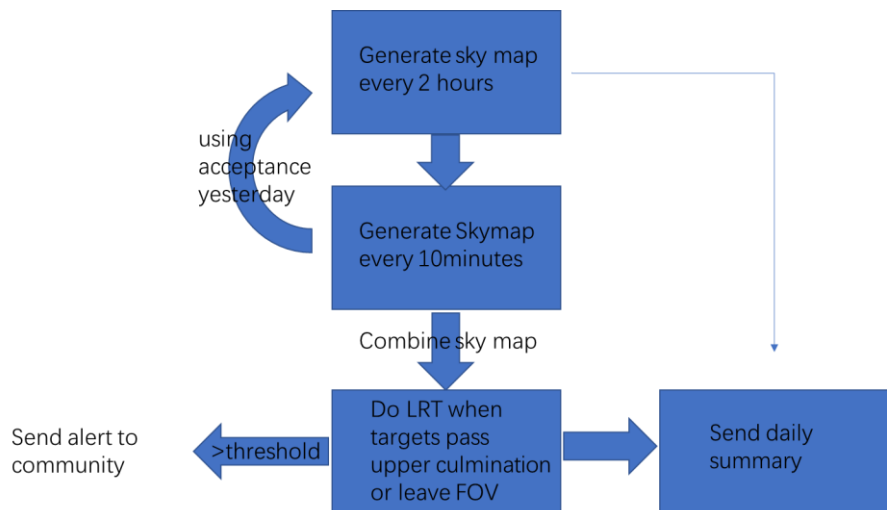 Generate sky map
every 2 hours
using
acceptance
yesterday
Generate Skymap
every 10minutes
Combine sky map
Do LRT when
targets pass
upper culmination
or leave FOV
>threshold
Send alert to
community
Send daily
summary